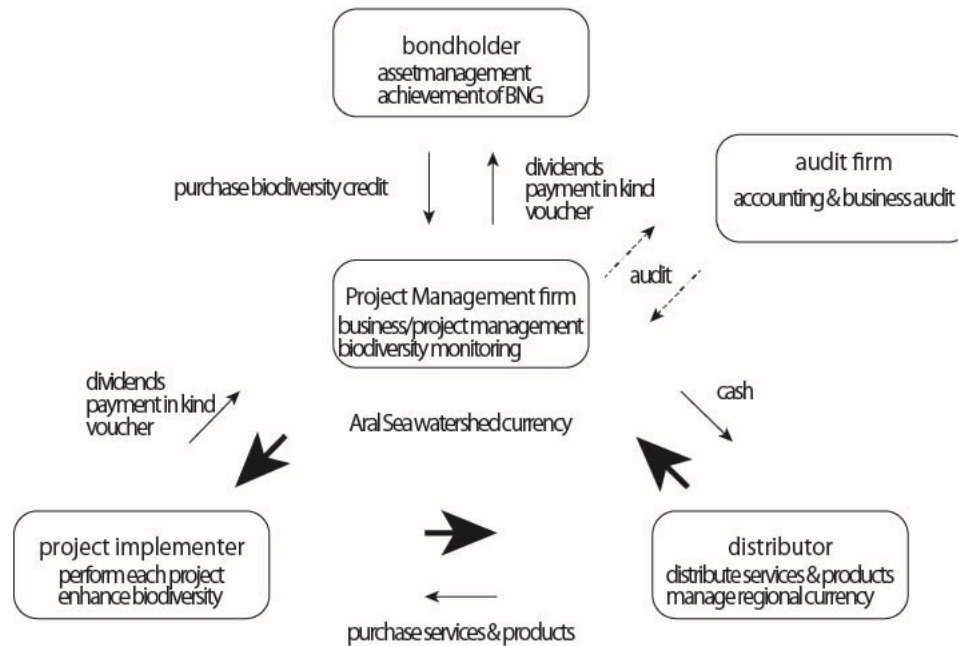 bondholder
assetmanagement
achievement of BNG
purchase biodiversity credit
dividends
payment in kind
voucher
audit firm
accounting & business audit
audit
Project Management firm
business/project management
biodiversity monitoring
dividends
payment in kind
voucher
Aral Sea watershed currency
cash
project implementer
perform each project
enhance biodiversity
distributor
distribute services & products
manage regional currency
purchase services & products